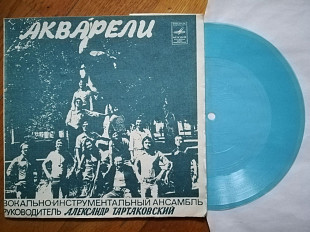 АКВАРЕЛИ
ВОКАЛЬНО-ИНСТРУМЕНТАЛЬНЫЙ АНСАМБЛЬ
РУКОВОДИТЕЛЬ АЛЕКСАНДР ТАРТАКОВСКИЙ